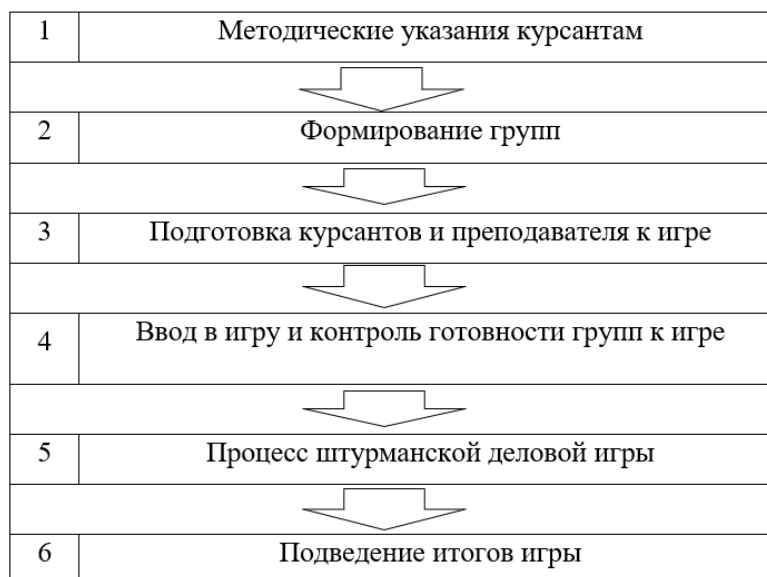 1 Методические указания курсантам
2 Формирование групп
3 Подготовка курсантов и преподавателя к игре
4 Ввод в игру и контроль готовности групп к игре
5 Процесс штурманской деловой игры
6 Подведение итогов игры